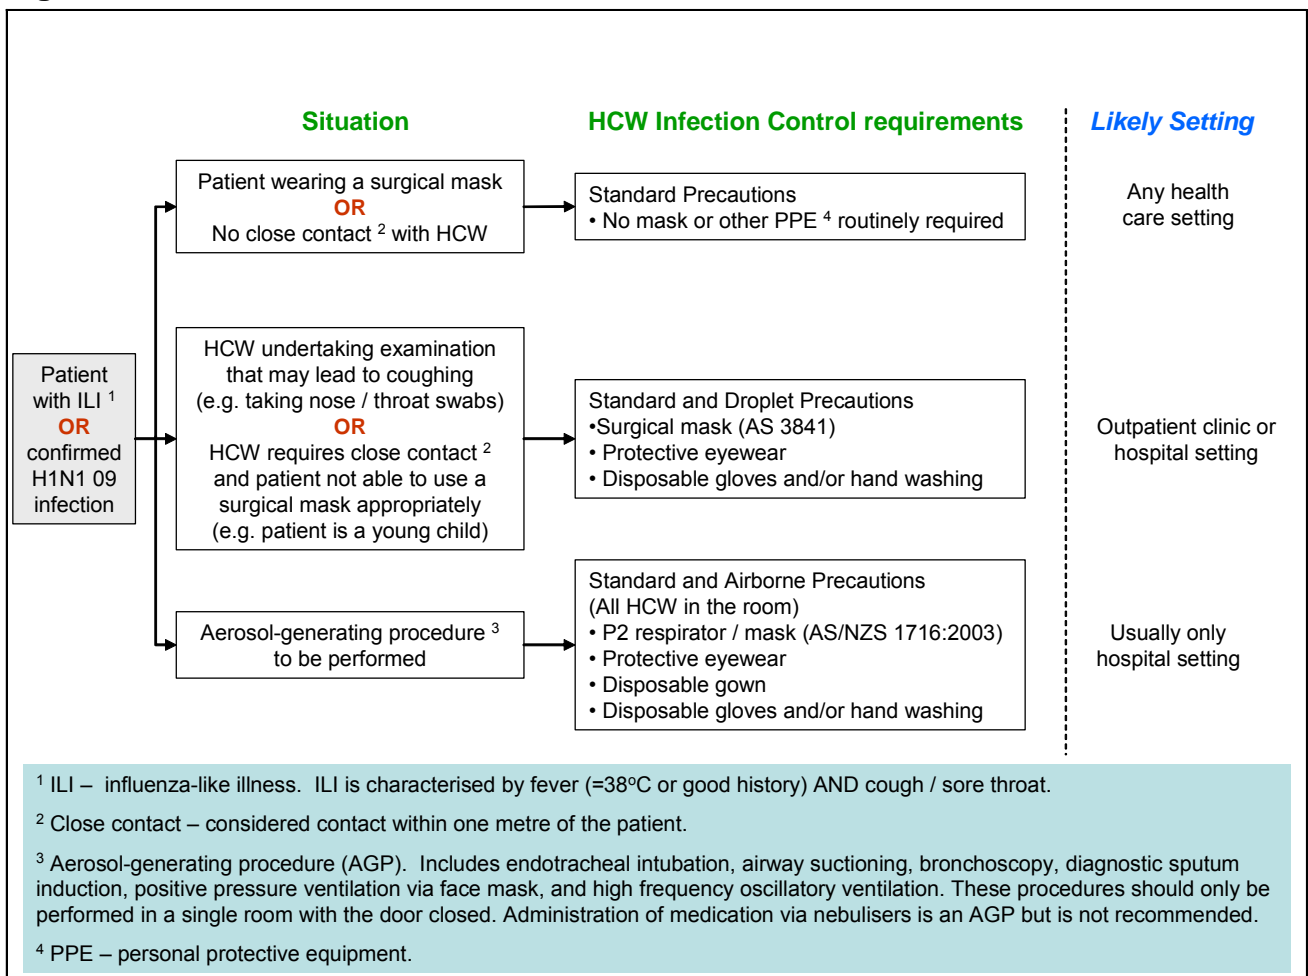 Situation
HCW Infection Control requirements
Likely Setting
Patient
with ILI 1
OR
confirmed
H1N1 09
infection
Patient wearing a surgical mask
OR
No close contact 2 with HCW
Standard Precautions
• No mask or other PPE 4 routinely required
Any health
care setting
HCW undertaking examination
that may lead to coughing
(e.g. taking nose / throat swabs)
OR
HCW requires close contact 2
and patient not able to use a
surgical mask appropriately
(e.g. patient is a young child)
Standard and Droplet Precautions
•Surgical mask (AS 3841)
• Protective eyewear
• Disposable gloves and/or hand washing
Outpatient clinic or
hospital setting
Aerosol-generating procedure 3
to be performed
Standard and Airborne Precautions
(All HCW in the room)
• P2 respirator / mask (AS/NZS 1716:2003)
• Protective eyewear
• Disposable gown
• Disposable gloves and/or hand washing
Usually only
hospital setting
1 ILI – influenza-like illness. ILI is characterised by fever (=38oC or good history) AND cough / sore throat.
2 Close contact – considered contact within one metre of the patient.
3 Aerosol-generating procedure (AGP). Includes endotracheal intubation, airway suctioning, bronchoscopy, diagnostic sputum
induction, positive pressure ventilation via face mask, and high frequency oscillatory ventilation. These procedures should only be
performed in a single room with the door closed. Administration of medication via nebulisers is an AGP but is not recommended.
4 PPE – personal protective equipment.